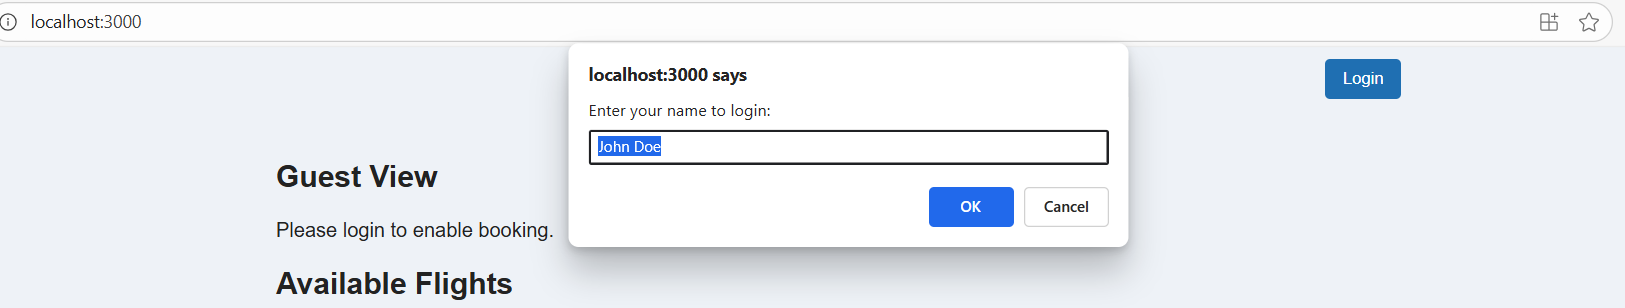 localhost:3000
localhost:3000 says
Login
Enter your name to login:
John Doe
OK
Cancel
Guest View
Please login to enable booking.
Available Flights